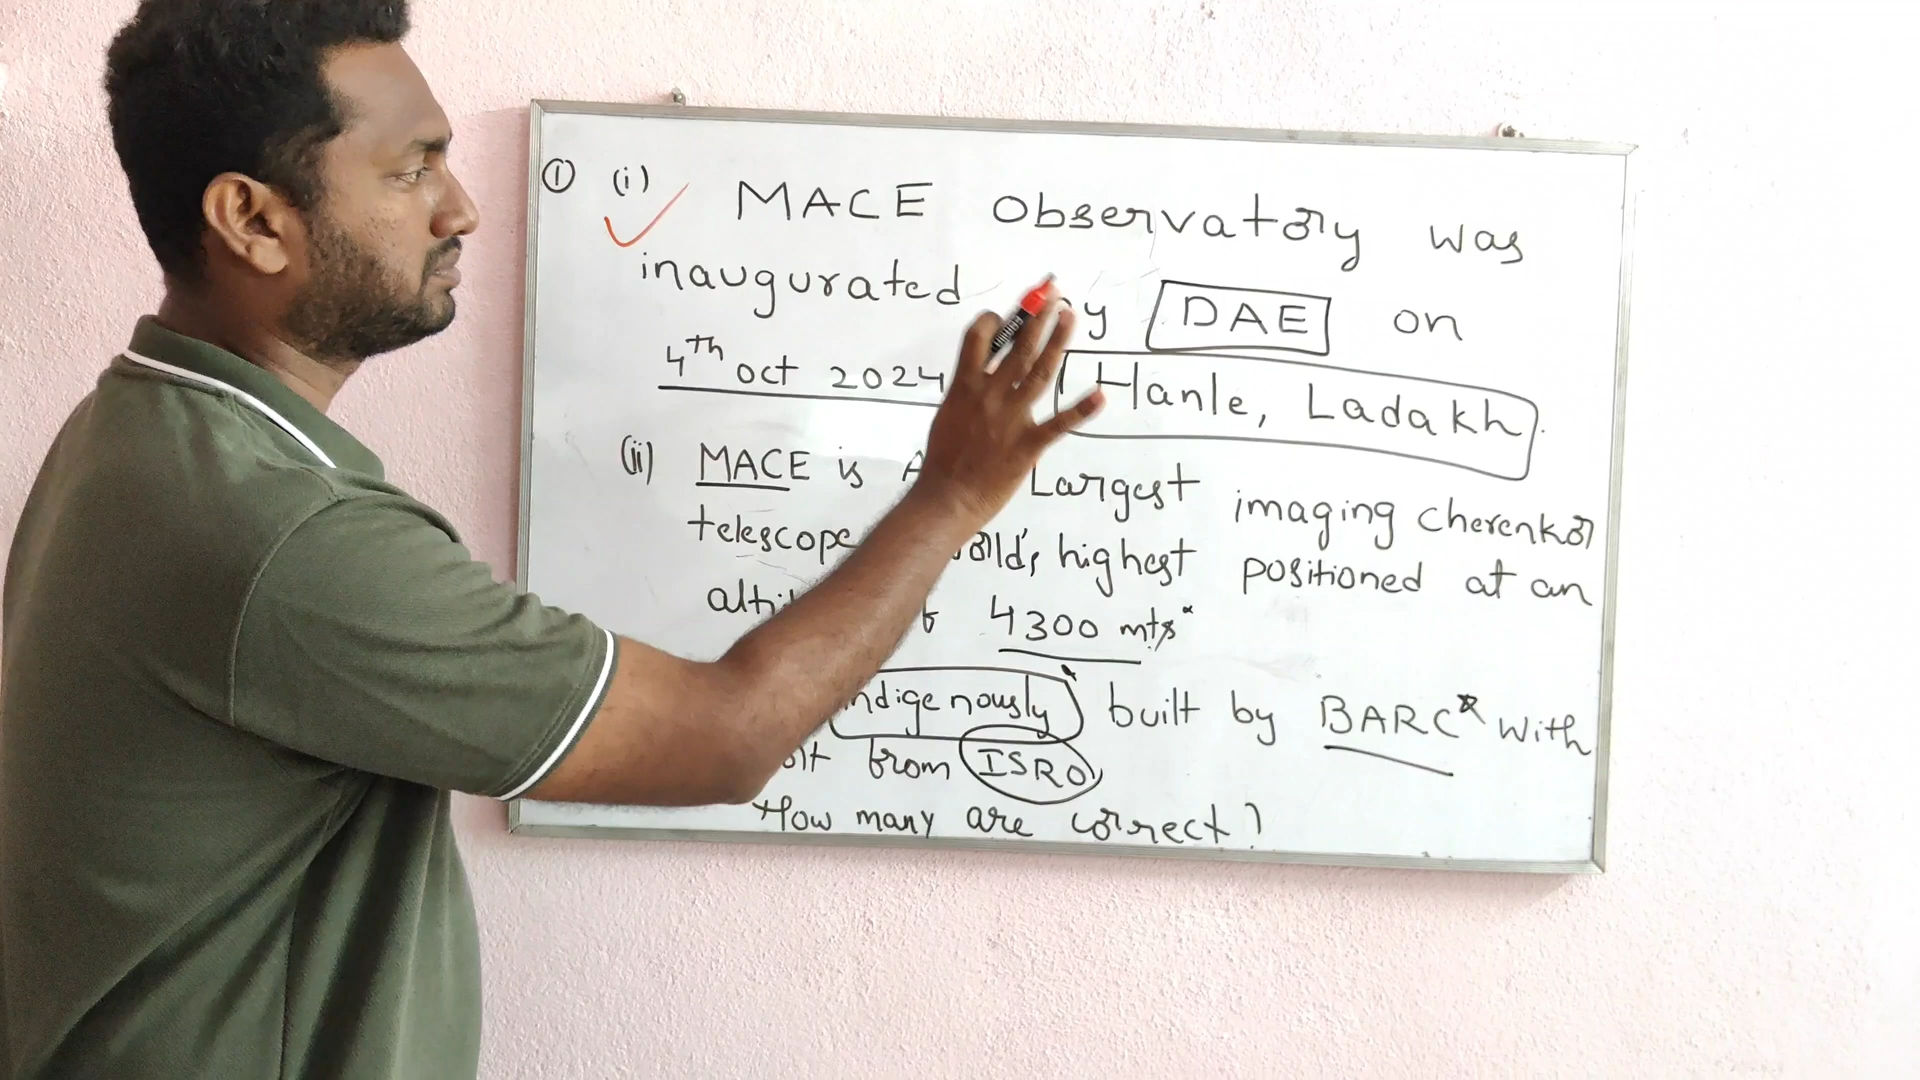 ① (i) MACE Observatory was
inaugurated DAE on
4th oct 2024 Hanle, Ladakh.
(ii) MACE is Largest imaging cherenkov
telescope world's highest positioned at an
4300 mts*
indigenously built by BARC* with
from ISRO
How many are correct?